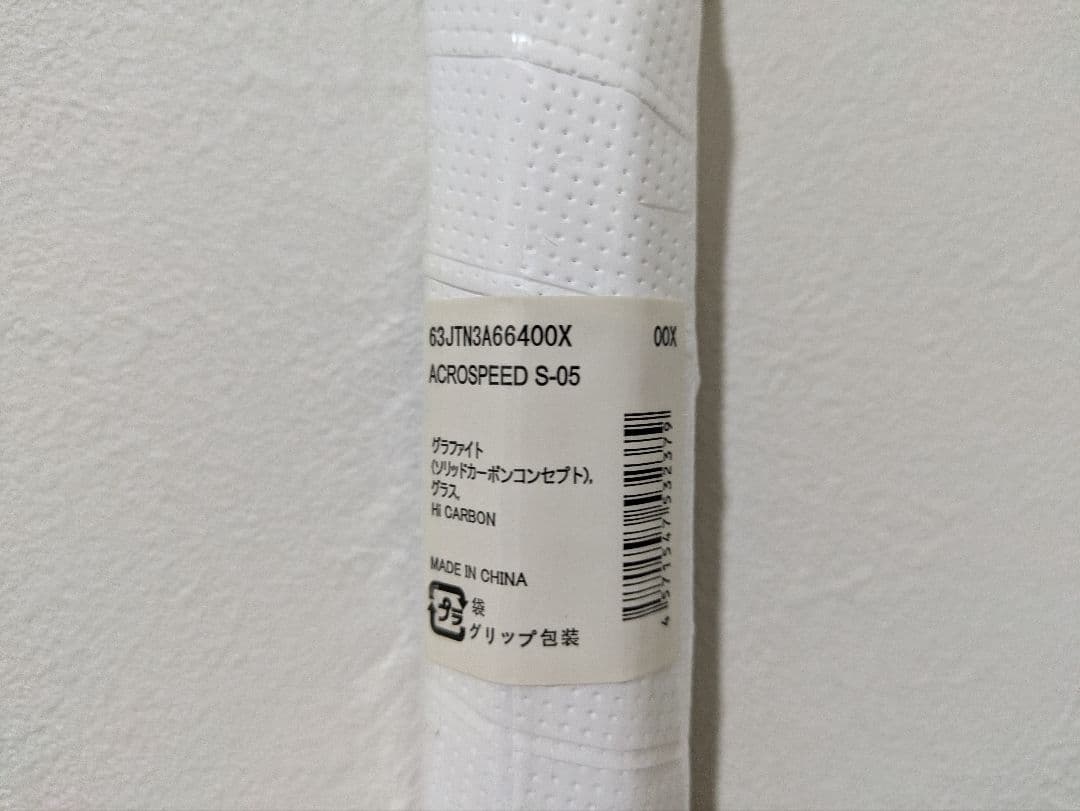 63JTN3A66400X 00X
ACROSPEED S-05
グラファイト
(ソリッドカーボンコンセプト),
グラス,
Hi CARBON
MADE IN CHINA
プラ 袋
グリップ包装
4571547532379